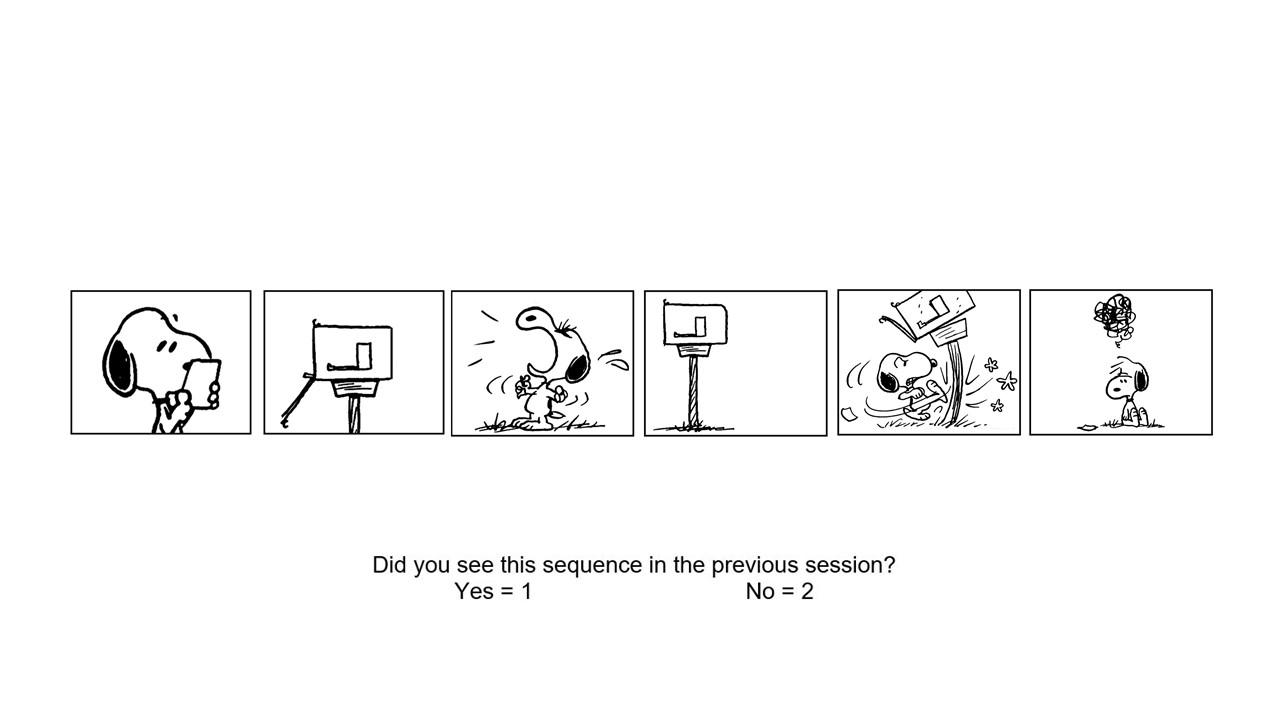 Did you see this sequence in the previous session?
Yes = 1 No = 2